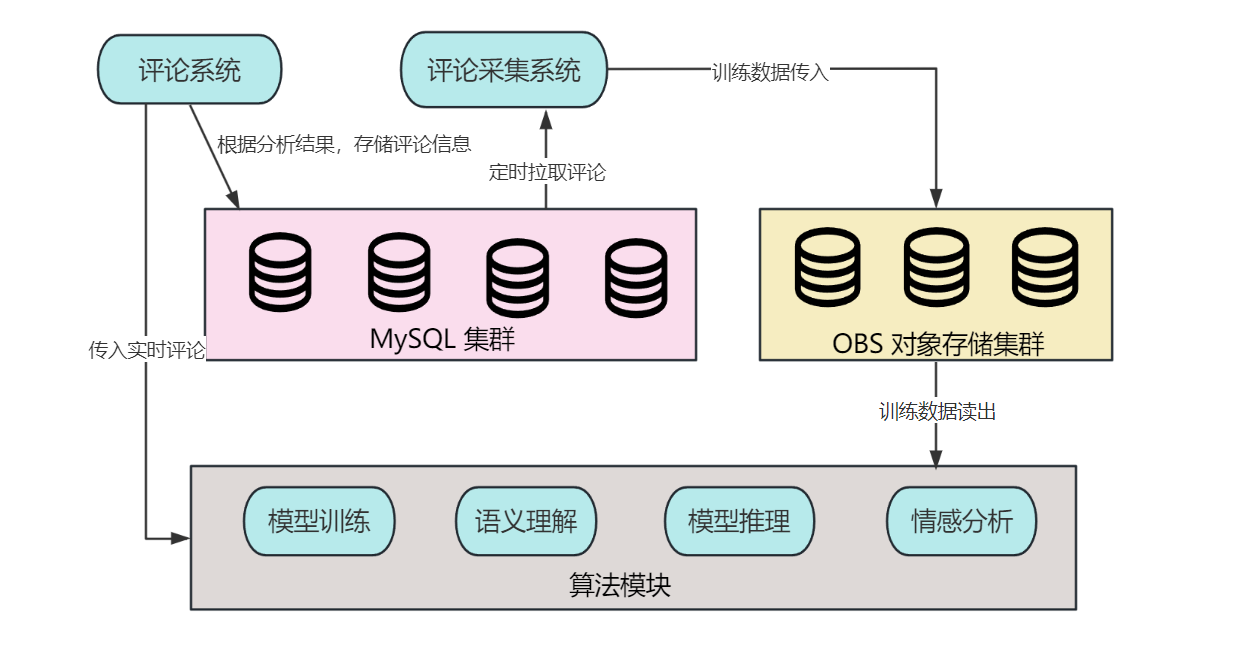 评论系统
评论采集系统
训练数据传入
根据分析结果，存储评论信息
定时拉取评论
MySQL 集群
OBS 对象存储集群
传入实时评论
训练数据读出
模型训练
语义理解
模型推理
情感分析
算法模块